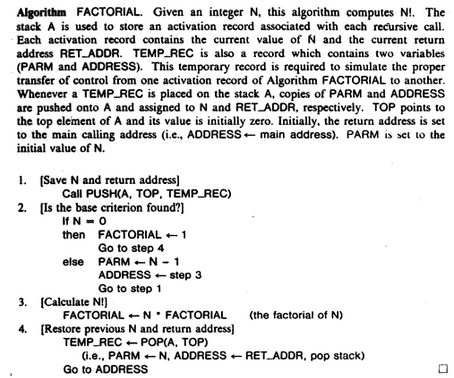 Algorithm FACTORIAL. Given an integer N, this algorithm computes N!. The
stack A is used to store an activation record associated with each recursive call.
Each activation record contains the current value of N and the current return
address RET_ADDR. TEMP_REC is also a record which contains two variables
(PARM and ADDRESS). This temporary record is required to simulate the proper
transfer of control from one activation record of Algorithm FACTORIAL to another.
Whenever a TEMP_REC is placed on the stack A, copies of PARM and ADDRESS
are pushed onto A and assigned to N and RET_ADDR, respectively. TOP points to
the top element of A and its value is initially zero. Initially, the return address is set
to the main calling address (i.e., ADDRESS ← main address). PARM is set to the
initial value of N.
1. [Save N and return address]
Call PUSH(A, TOP, TEMP_REC)
2. [Is the base criterion found?]
If N = 0
then FACTORIAL ← 1
Go to step 4
else PARM ← N - 1
ADDRESS ← step 3
Go to step 1
3. [Calculate N!]
FACTORIAL ← N * FACTORIAL (the factorial of N)
4. [Restore previous N and return address]
TEMP_REC ← POP(A, TOP)
(i.e., PARM ← N, ADDRESS ← RET_ADDR, pop stack)
Go to ADDRESS □